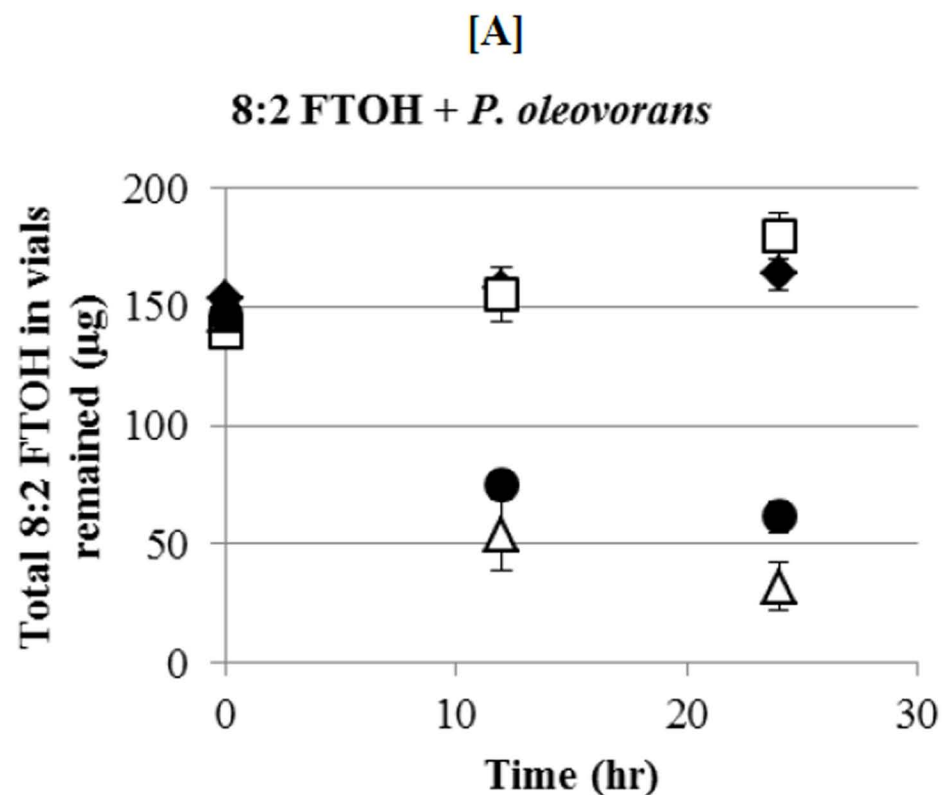 [A]
8:2 FTOH + P. oleovorans
Total 8:2 FTOH in vials
remained (µg)
200
150
100
50
0
0 10 20 30
Time (hr)